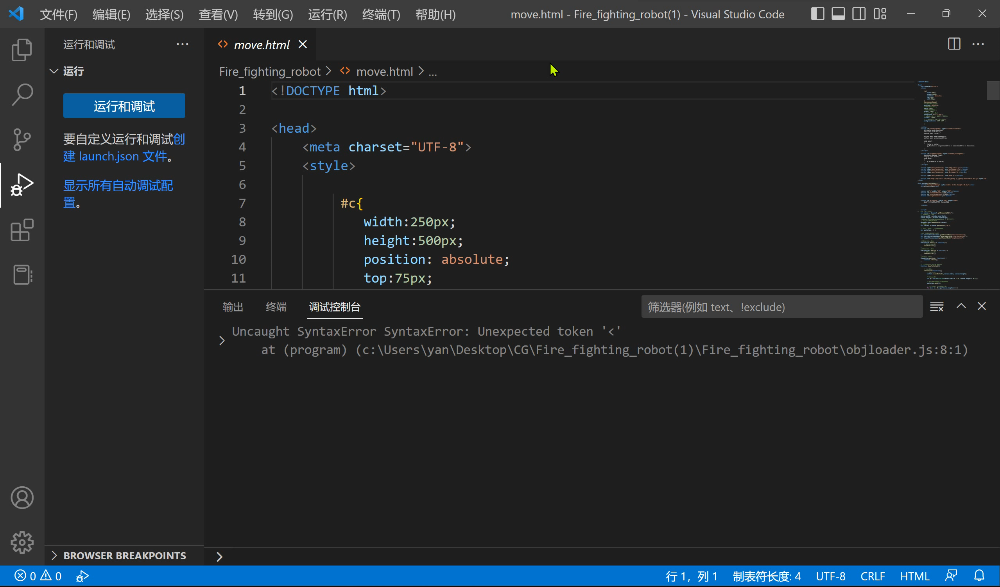 文件(F) 编辑(E) 选择(S) 查看(V) 转到(G) 运行(R) 终端(T) 帮助(H) move.html - Fire_fighting_robot(1) - Visual Studio Code
运行和调试
运行
运行和调试
要自定义运行和调试创
建 launch.json 文件。
显示所有自动调试配
置。
BROWSER BREAKPOINTS
move.html
Fire_fighting_robot > move.html > ...
1 <!DOCTYPE html>
2
3 <head>
4 <meta charset="UTF-8">
5 <style>
6
7 #c{
8 width:250px;
9 height:500px;
10 position: absolute;
11 top:75px;
输出 终端 调试控制台 筛选器(例如 text、!exclude)
Uncaught SyntaxError SyntaxError: Unexpected token '<'
at (program) (c:\Users\yan\Desktop\CG\Fire_fighting_robot(1)\Fire_fighting_robot\objloader.js:8:1)
0 0 行 1，列 1 制表符长度: 4 UTF-8 CRLF HTML